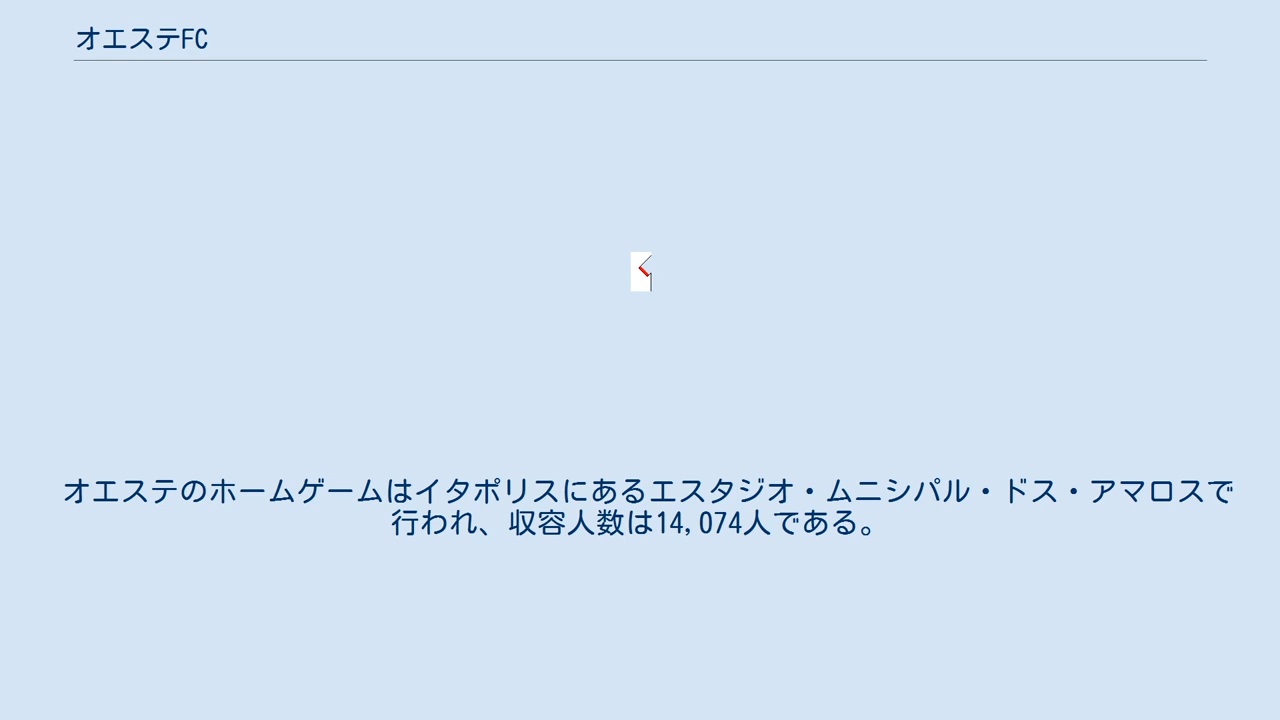 オエステFC
オエステのホームゲームはイタポリスにあるエスタジオ・ムニシパル・ドス・アマロスで
行われ、収容人数は14,074人である。